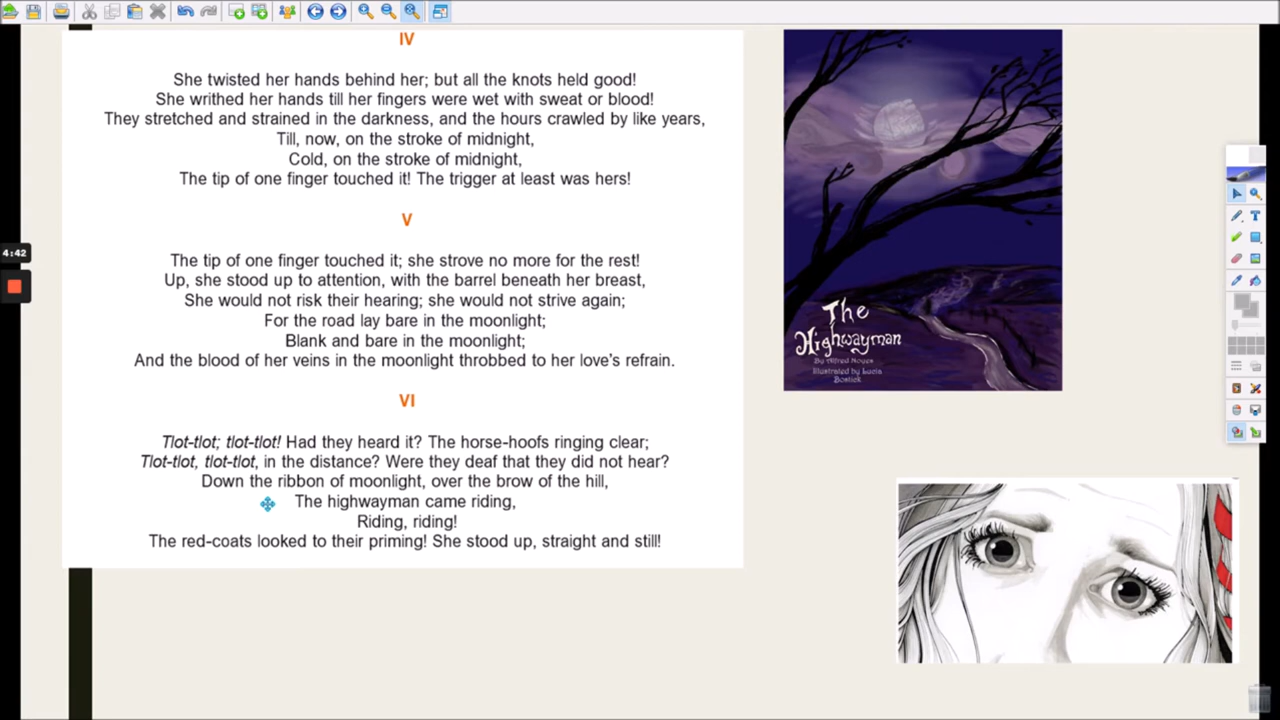 IV
She twisted her hands behind her; but all the knots held good!
She writhed her hands till her fingers were wet with sweat or blood!
They stretched and strained in the darkness, and the hours crawled by like years,
Till, now, on the stroke of midnight,
Cold, on the stroke of midnight,
The tip of one finger touched it! The trigger at least was hers!
V
The tip of one finger touched it; she strove no more for the rest!
Up, she stood up to attention, with the barrel beneath her breast,
She would not risk their hearing; she would not strive again;
For the road lay bare in the moonlight;
Blank and bare in the moonlight;
And the blood of her veins in the moonlight throbbed to her love's refrain.
VI
Tlot-tlot; tlot-tlot! Had they heard it? The horse-hoofs ringing clear;
Tlot-tlot, tlot-tlot, in the distance? Were they deaf that they did not hear?
Down the ribbon of moonlight, over the brow of the hill,
The highwayman came riding,
Riding, riding!
The red-coats looked to their priming! She stood up, straight and still!
The
Highwayman
By Alfred Noyes
Illustrated by Lucia
Bostick
4:42